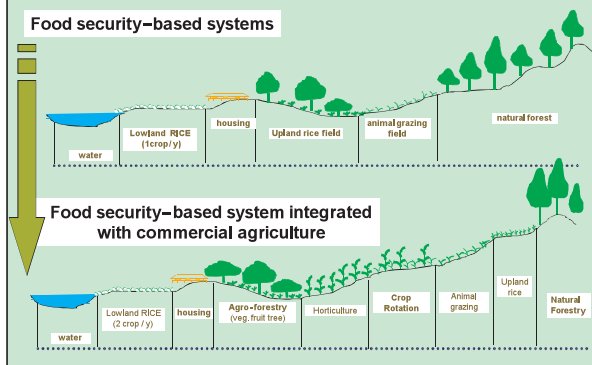 Food security–based systems
water
Lowland RICE
(1crop / y)
housing
Upland rice field
animal grazing
field
natural forest
Food security–based system integrated
with commercial agriculture
water
Lowland RICE
(2 crop / y)
housing
Agro-forestry
(veg. fruit tree)
Horticulture
Crop
Rotation
Animal
grazing
Upland
rice
Natural
Forestry